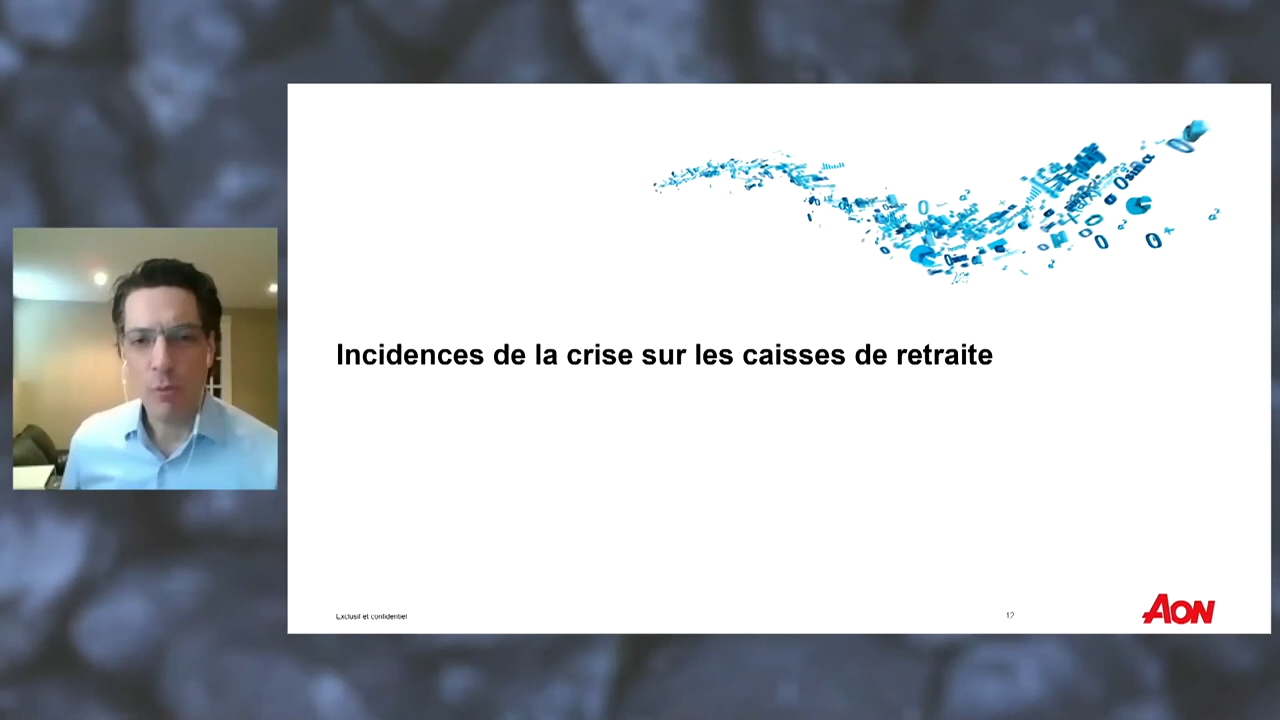 Incidences de la crise sur les caisses de retraite
Exclusif et confidentiel
12
AON